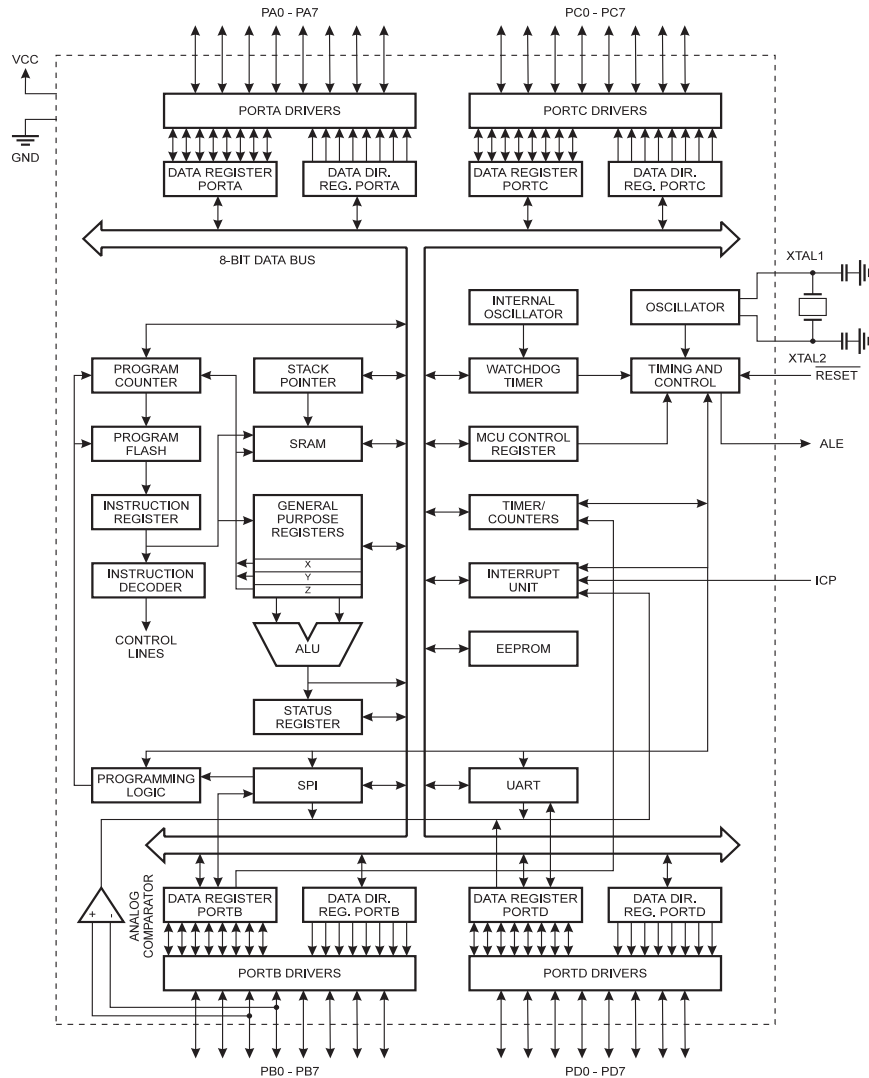 PA0 - PA7
PC0 - PC7
VCC
GND
PORTA DRIVERS
PORTC DRIVERS
DATA REGISTER
PORTA
DATA DIR.
REG. PORTA
DATA REGISTER
PORTC
DATA DIR.
REG. PORTC
8-BIT DATA BUS
XTAL1
INTERNAL
OSCILLATOR
OSCILLATOR
XTAL2
PROGRAM
COUNTER
STACK
POINTER
WATCHDOG
TIMER
TIMING AND
CONTROL
RESET
PROGRAM
FLASH
SRAM
MCU CONTROL
REGISTER
ALE
INSTRUCTION
REGISTER
GENERAL
PURPOSE
REGISTERS
X
Y
Z
TIMER/
COUNTERS
INSTRUCTION
DECODER
INTERRUPT
UNIT
ICP
CONTROL
LINES
ALU
EEPROM
STATUS
REGISTER
PROGRAMMING
LOGIC
SPI
UART
+
-
ANALOG
COMPARATOR
DATA REGISTER
PORTB
DATA DIR.
REG. PORTB
DATA REGISTER
PORTD
DATA DIR.
REG. PORTD
PORTB DRIVERS
PORTD DRIVERS
PB0 - PB7
PD0 - PD7